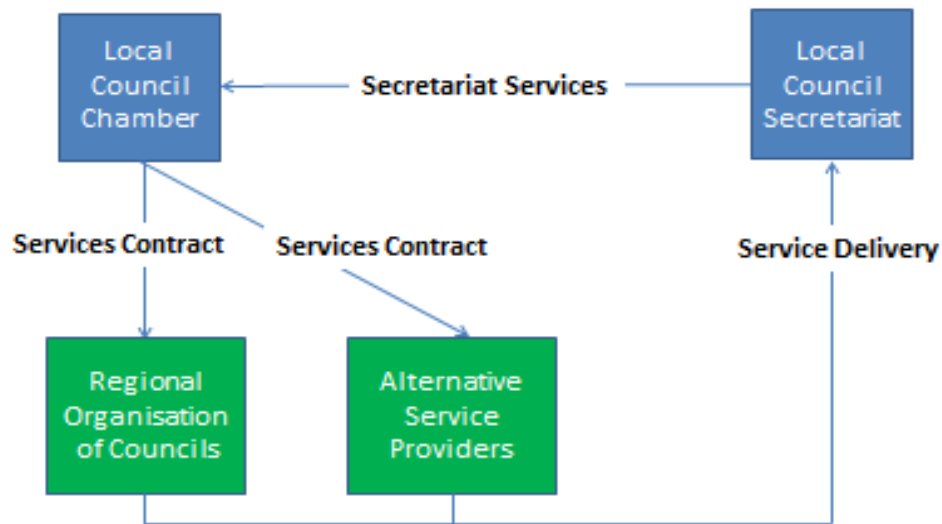 Local
Council
Chamber
Secretariat Services
Local
Council
Secretariat
Services Contract
Services Contract
Service Delivery
Regional
Organisation
of Councils
Alternative
Service
Providers